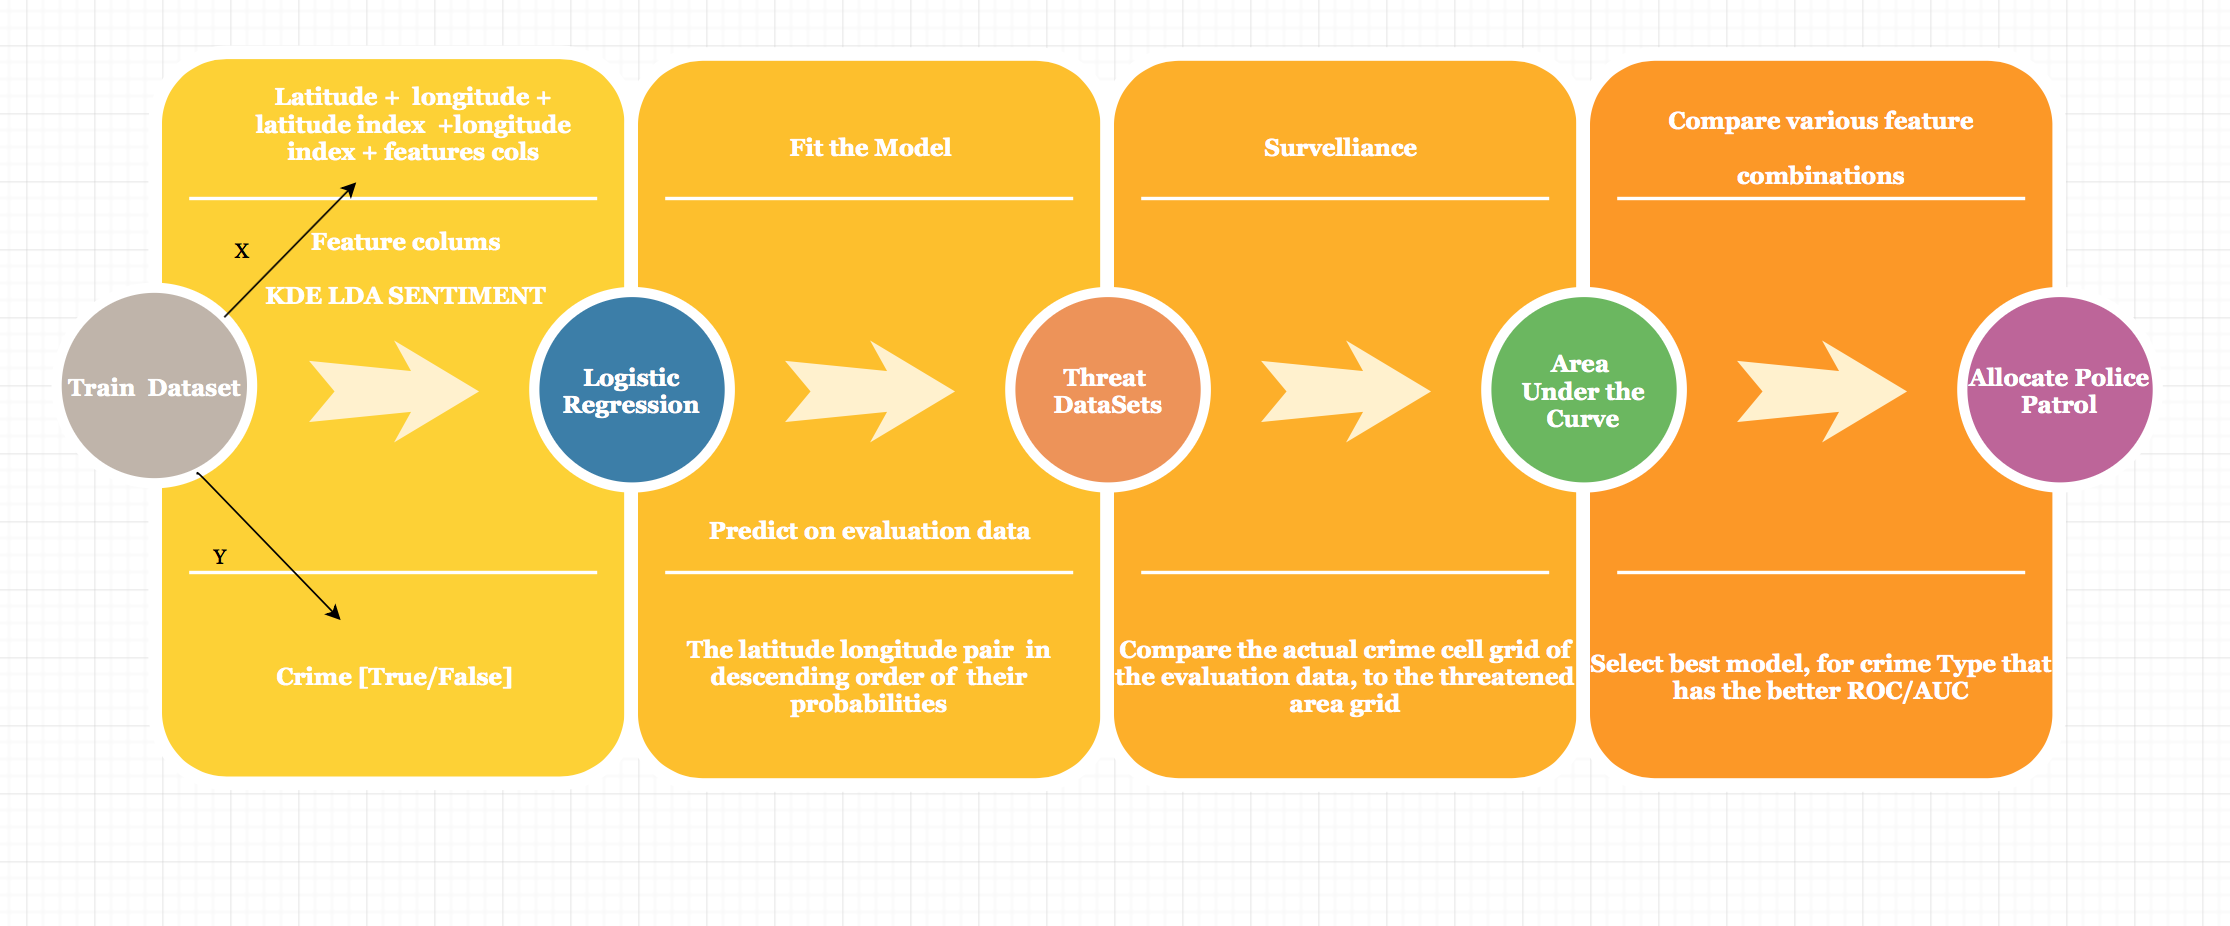 Latitude + longitude +
latitude index +longitude
index + features cols
X
Feature colums
KDE LDA SENTIMENT
Train Dataset
Y
Crime [True/False]
Logistic
Regression
Fit the Model
Predict on evaluation data
The latitude longitude pair in
descending order of their
probabilities
Threat
DataSets
Survelliance
Compare the actual crime cell grid of
the evaluation data, to the threatened
area grid
Area
Under the
Curve
Compare various feature
combinations
Select best model, for crime Type that
has the better ROC/AUC
Allocate Police
Patrol